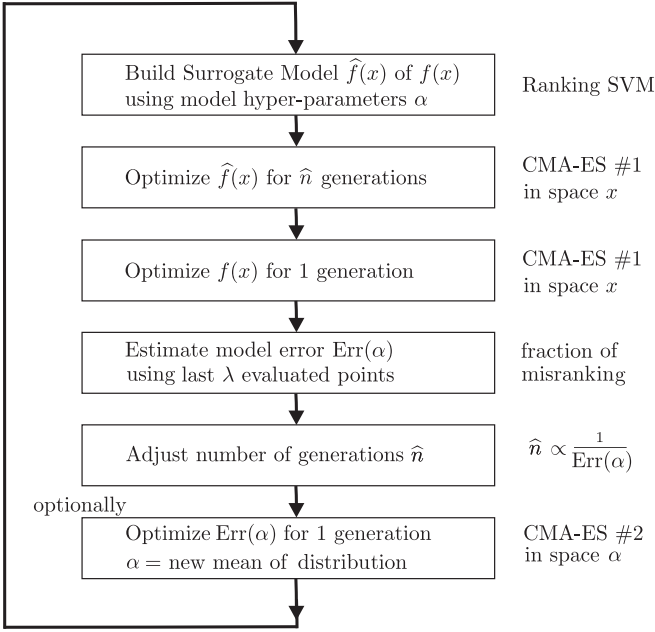 Build Surrogate Model f̂(x) of f(x)
using model hyper-parameters α
Ranking SVM
Optimize f̂(x) for n̂ generations
CMA-ES #1
in space x
Optimize f(x) for 1 generation
CMA-ES #1
in space x
Estimate model error Err(α)
using last λ evaluated points
fraction of
misranking
Adjust number of generations n̂
n̂ ∝ 1/Err(α)
optionally
Optimize Err(α) for 1 generation
α = new mean of distribution
CMA-ES #2
in space α